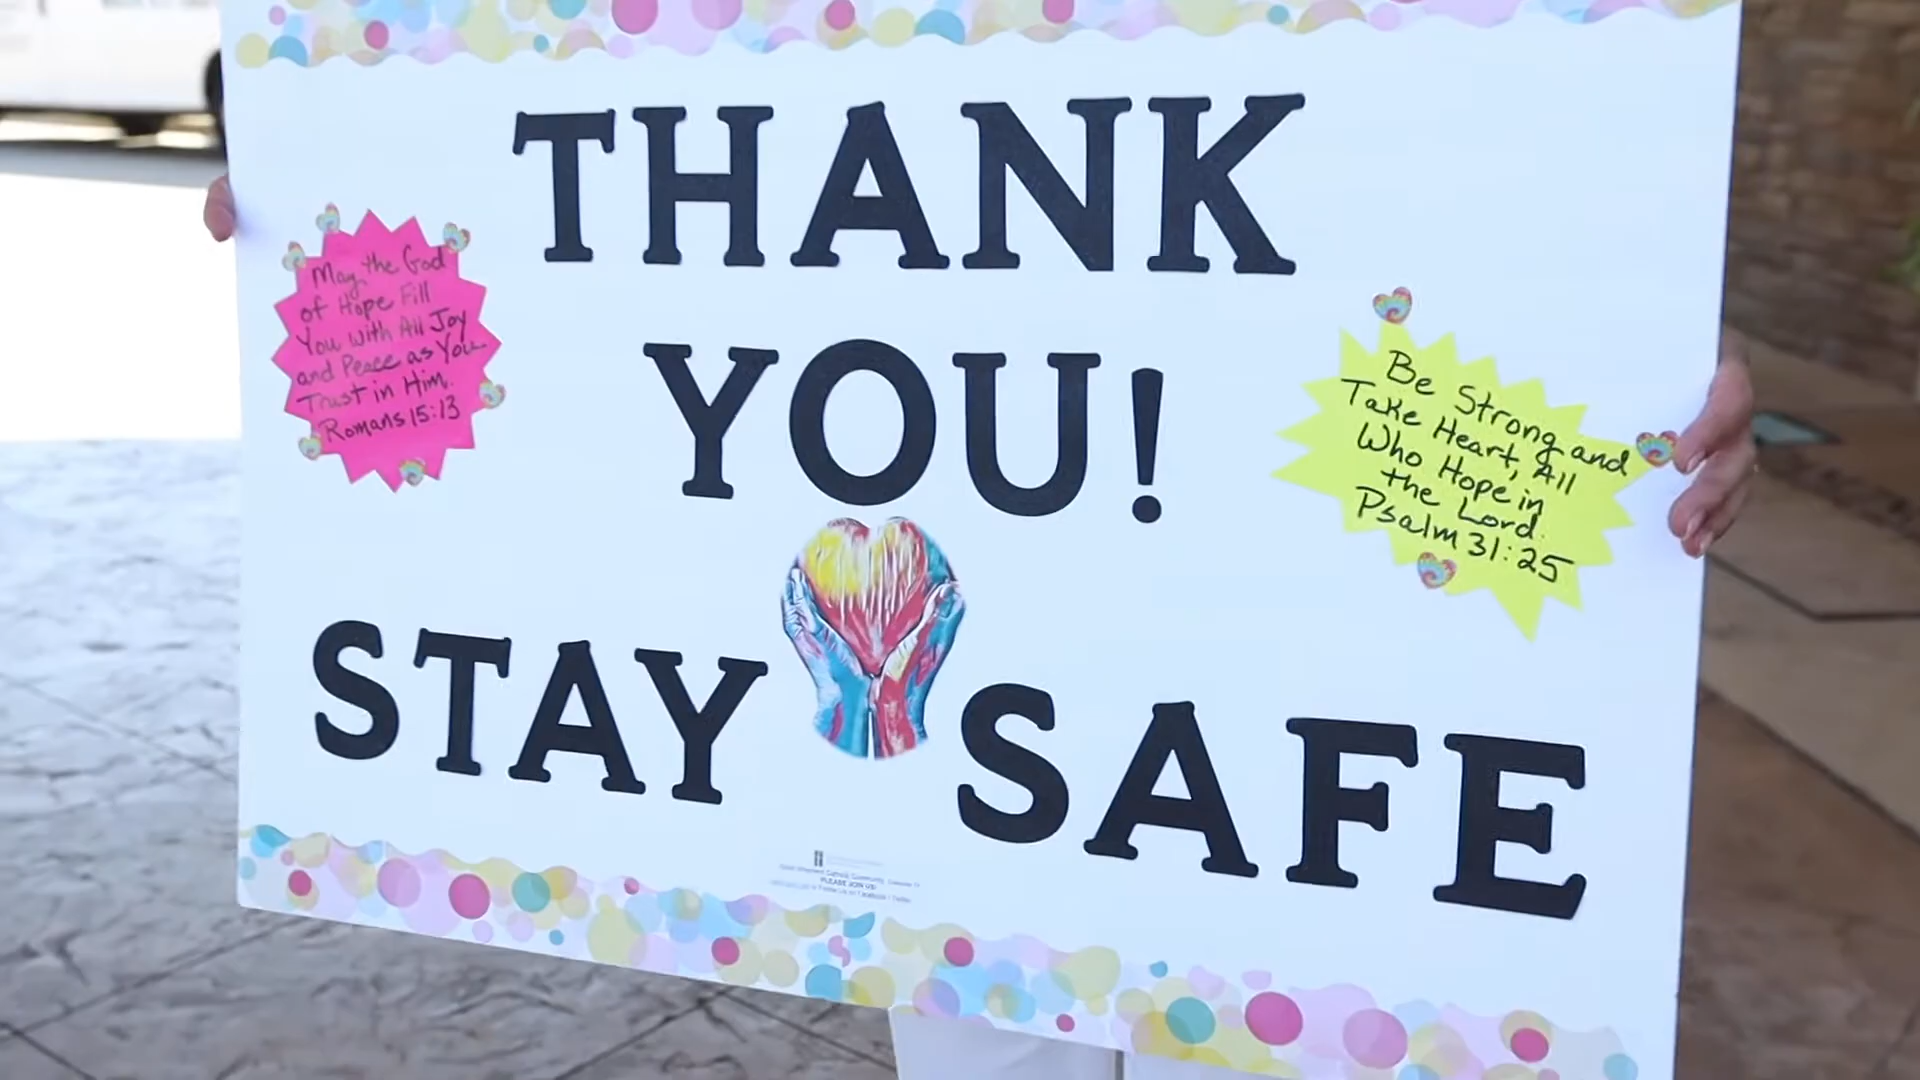 THANK
YOU!
May the God
of Hope Fill
You With All Joy
and Peace as You
Trust in Him.
Romans 15:13
Be Strong and
Take Heart, All
Who Hope in
the Lord.
Psalm 31:25
STAY SAFE
Catholic Community
PLEASE JOIN US!